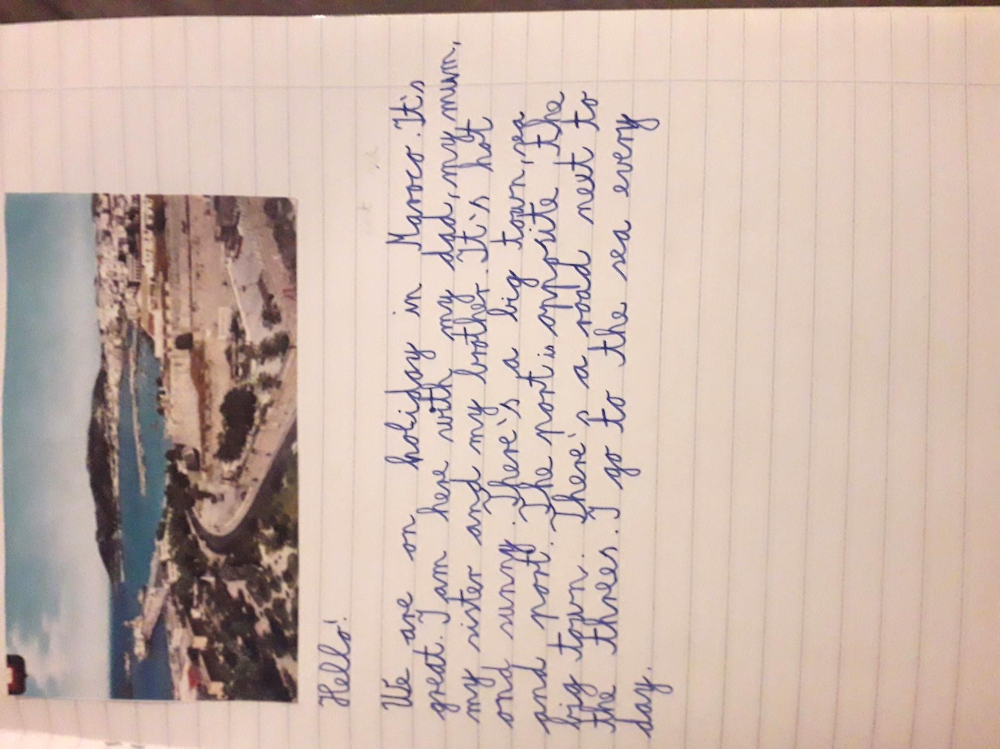 Hello!
We are on holiday in Maroco. It's
great. I am here with my dad, my mum,
my sister and my brother. It's hot
and sunny. There's a big town, sea
and port. The port is opposite the
big town. There's a road next to
the threes. I go to the sea every
day.